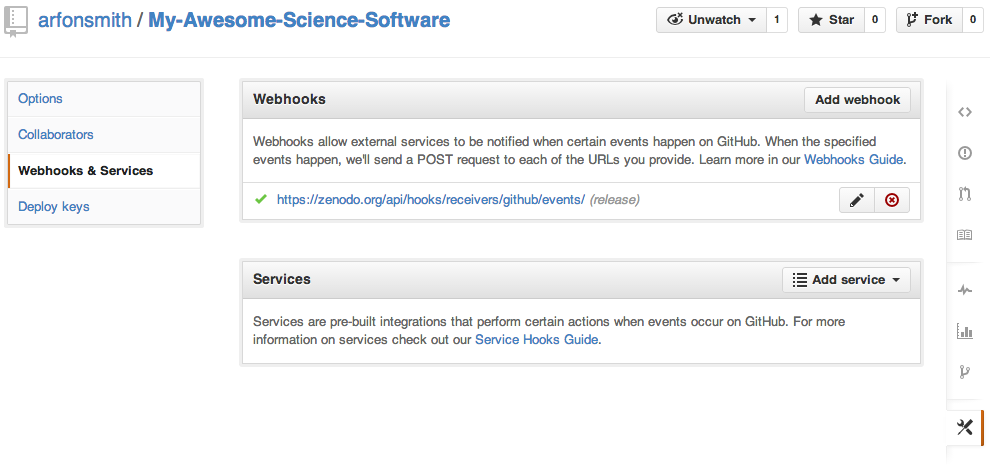 arfonsmith / My-Awesome-Science-Software
Unwatch 1 Star 0 Fork 0
Options
Collaborators
Webhooks & Services
Deploy keys
Webhooks
Add webhook
Webhooks allow external services to be notified when certain events happen on GitHub. When the specified
events happen, we'll send a POST request to each of the URLs you provide. Learn more in our Webhooks Guide.
https://zenodo.org/api/hooks/receivers/github/events/ (release)
Services
Add service
Services are pre-built integrations that perform certain actions when events occur on GitHub. For more
information on services check out our Service Hooks Guide.